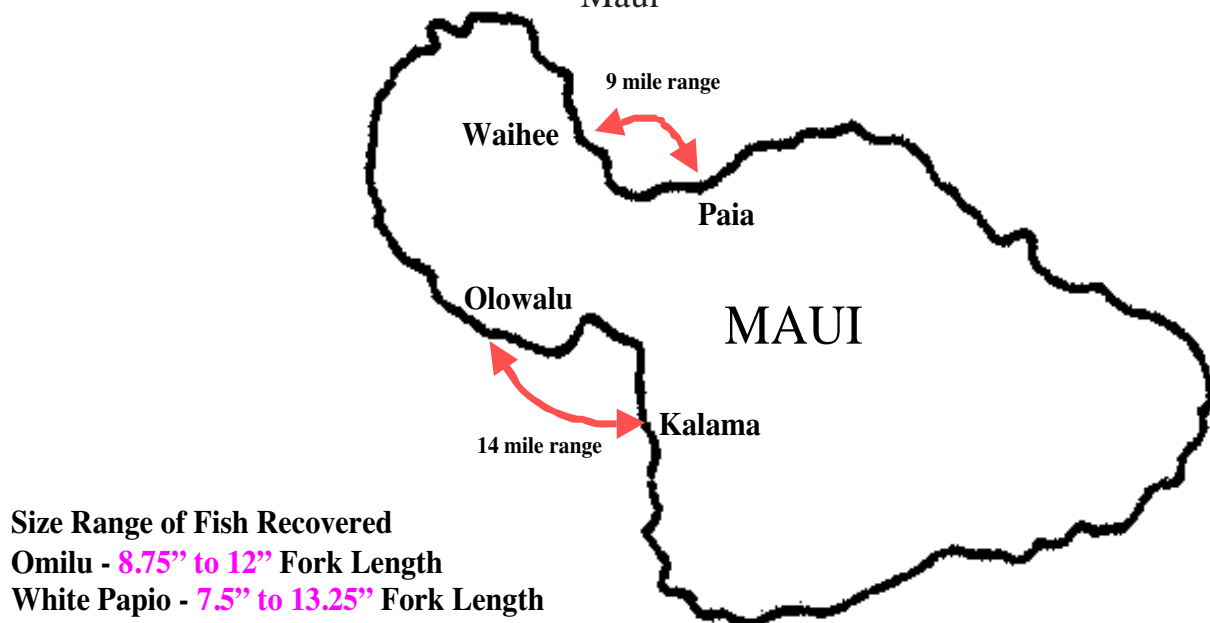 Maui
9 mile range
Waihee
Paia
Olowalu
MAUI
Kalama
14 mile range
Size Range of Fish Recovered
Omilu - 8.75” to 12” Fork Length
White Papio - 7.5” to 13.25” Fork Length